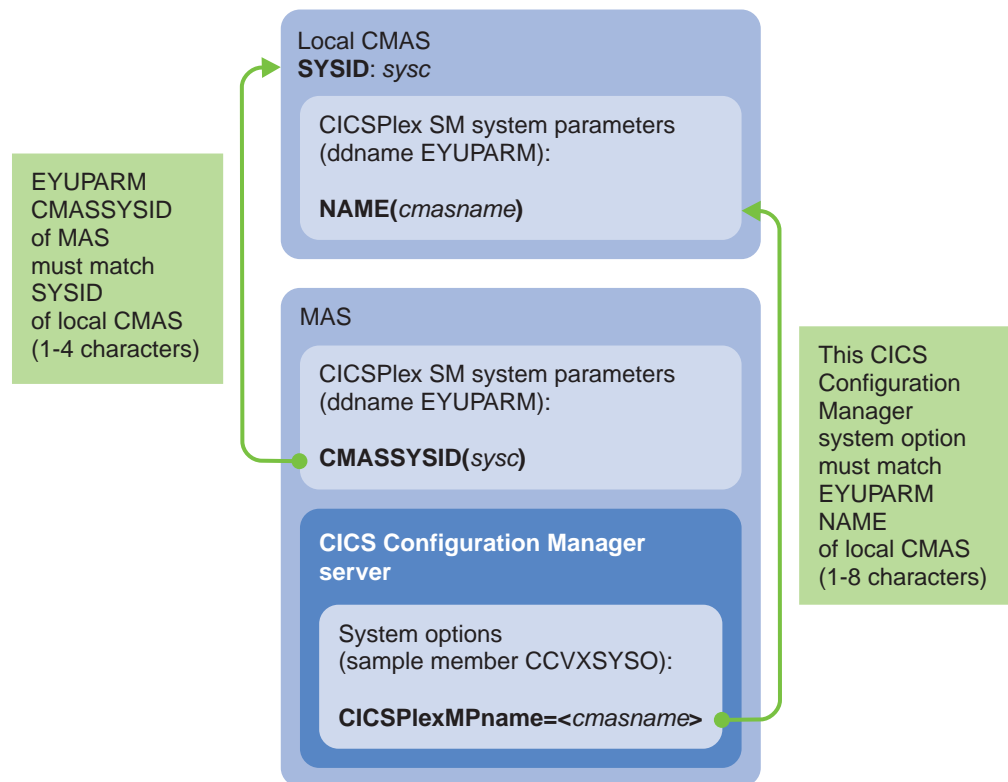 Local CMAS
SYSID: sysc
CICSPlex SM system parameters
(ddname EYUPARM):
NAME(cmasname)
EYUPARM
CMASSYSID
of MAS
must match
SYSID
of local CMAS
(1-4 characters)
MAS
CICSPlex SM system parameters
(ddname EYUPARM):
CMASSYSID(sysc)
CICS Configuration Manager
server
System options
(sample member CCVXSYSO):
CICSPlexMPname=<cmasname>
This CICS
Configuration
Manager
system option
must match
EYUPARM
NAME
of local CMAS
(1-8 characters)